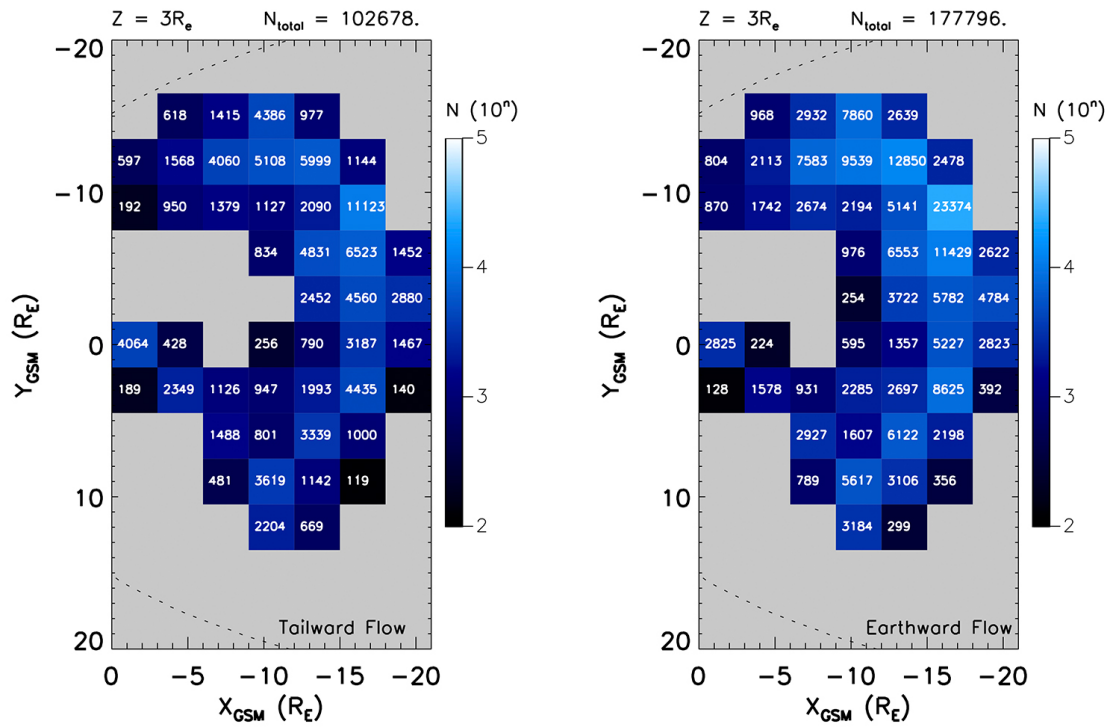 Z = 3Rₑ N_total = 102678.
−20
−10
0
10
20
Y_GSM (R_E)
618 1415 4386 977
597 1568 4060 5108 5999 1144
192 950 1379 1127 2090 11123
834 4831 6523 1452
2452 4560 2880
4064 428 256 790 3187 1467
189 2349 1126 947 1993 4435 140
1488 801 3339 1000
481 3619 1142 119
2204 669
Tailward Flow
0 −5 −10 −15 −20
X_GSM (R_E)
N (10ⁿ)
5
4
3
2
Z = 3Rₑ N_total = 177796.
−20
−10
0
10
20
Y_GSM (R_E)
968 2932 7860 2639
804 2113 7583 9539 12850 2478
870 1742 2674 2194 5141 23374
976 6553 11429 2622
254 3722 5782 4784
2825 224 595 1357 5227 2823
128 1578 931 2285 2697 8625 392
2927 1607 6122 2198
789 5617 3106 356
3184 299
Earthward Flow
0 −5 −10 −15 −20
X_GSM (R_E)
N (10ⁿ)
5
4
3
2